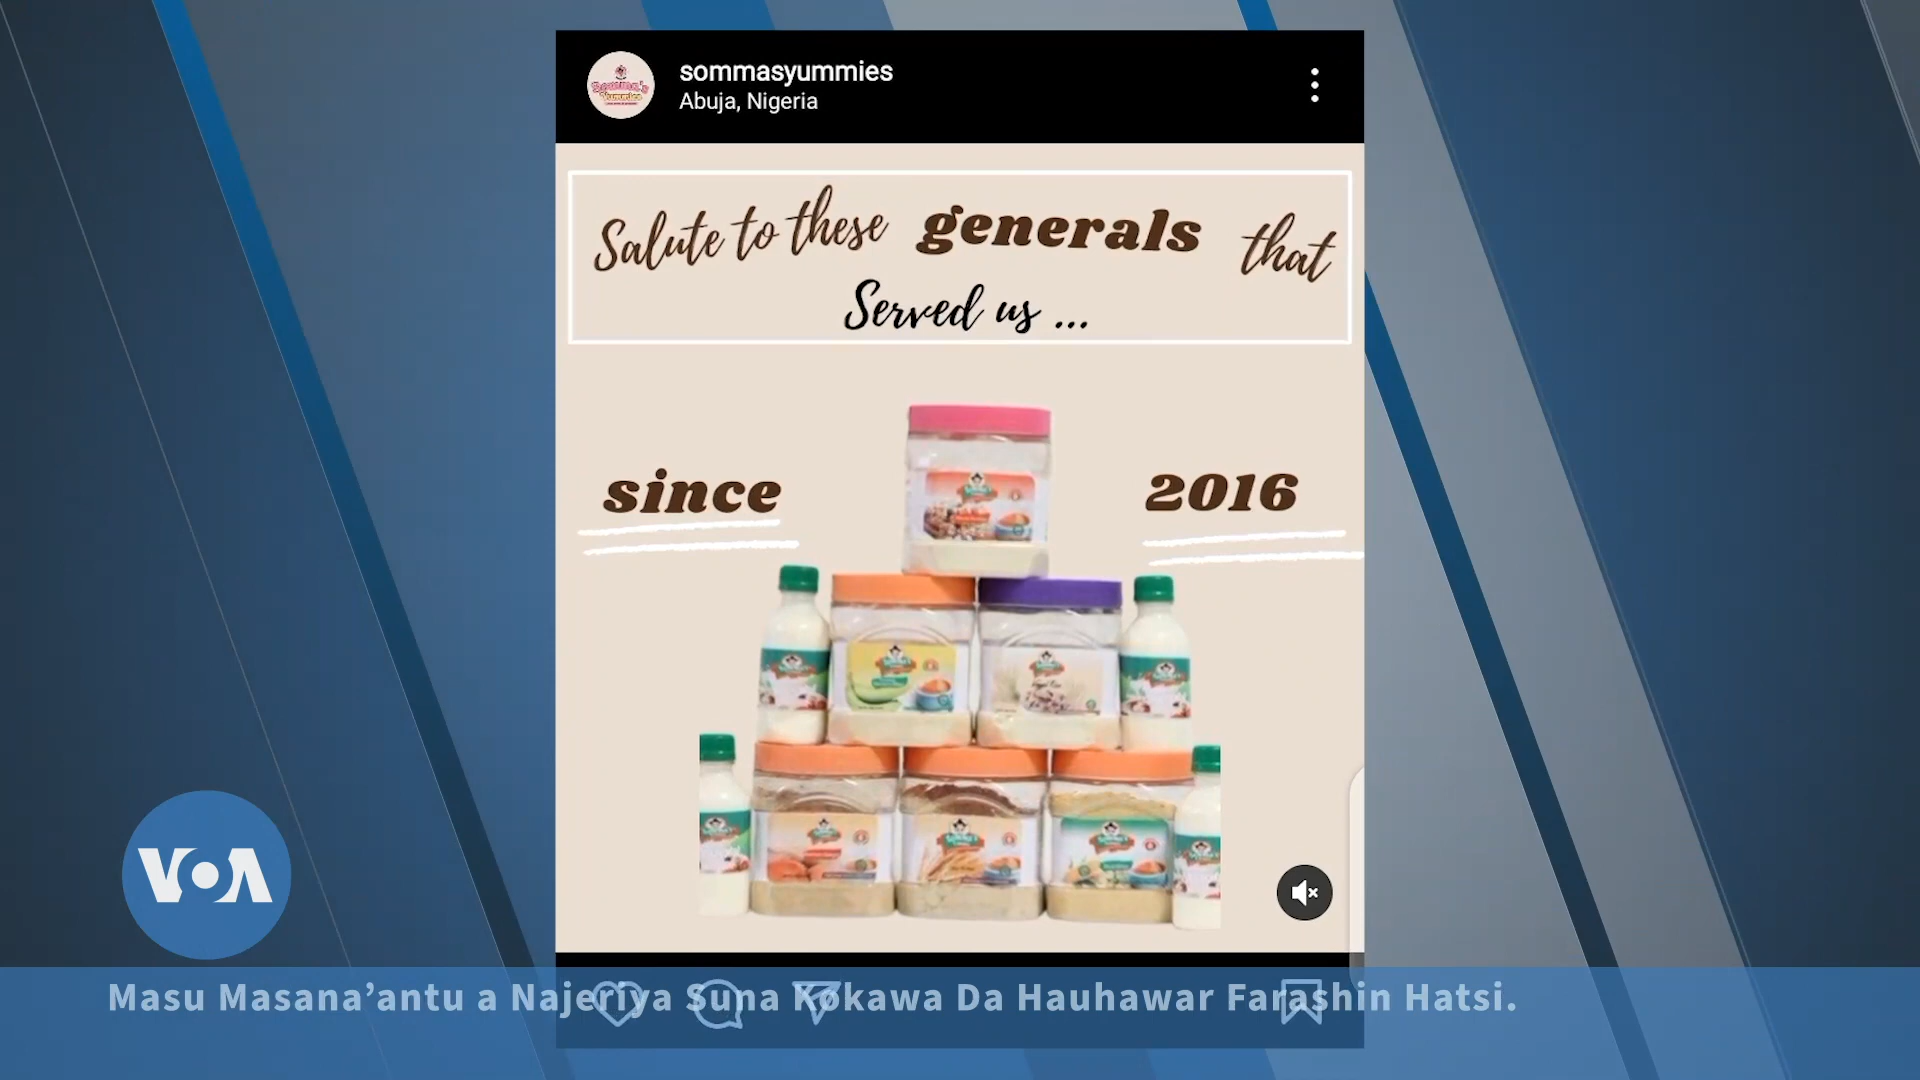 sommasyummies
Abuja, Nigeria
Salute to these generals that
Served us ...
since
2016
VOA
Masu Masana’antu a Najeriya Suna Kokawa Da Hauhawar Farashin Hatsi.